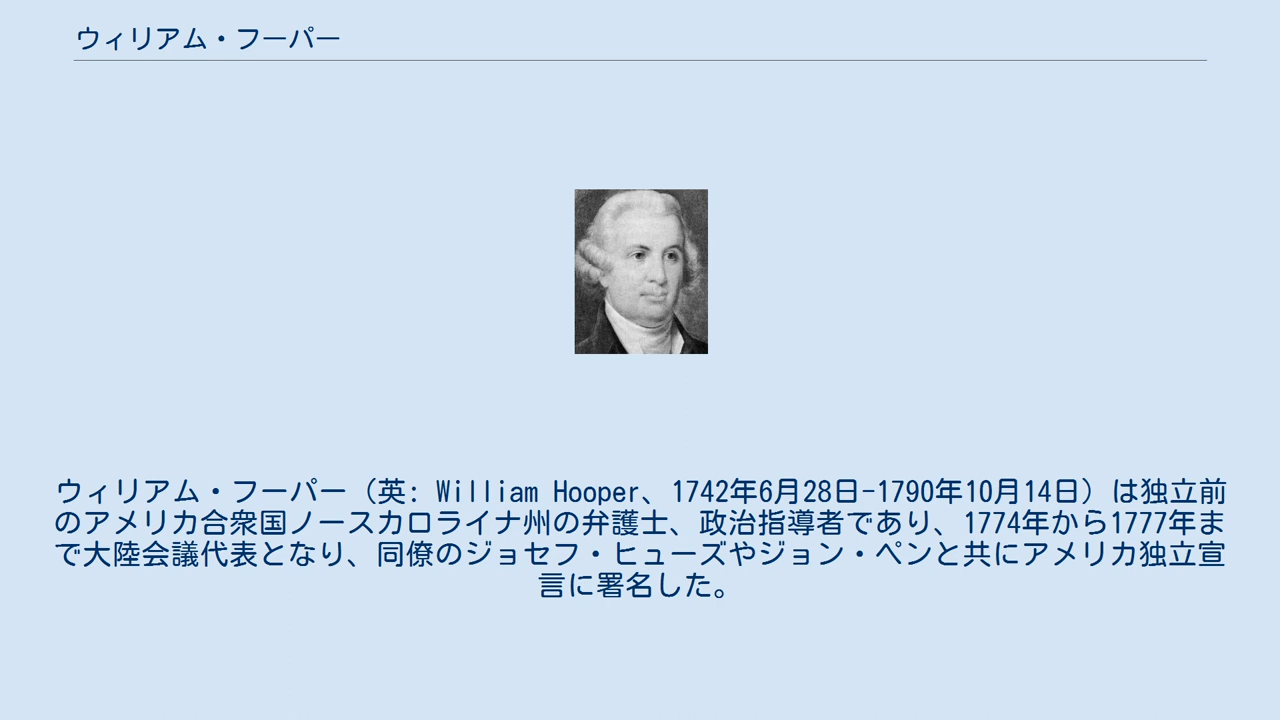 ウィリアム・フーパー
ウィリアム・フーパー（英: William Hooper、1742年6月28日-1790年10月14日）は独立前
のアメリカ合衆国ノースカロライナ州の弁護士、政治指導者であり、1774年から1777年ま
で大陸会議代表となり、同僚のジョセフ・ヒューズやジョン・ペンと共にアメリカ独立宣
言に署名した。